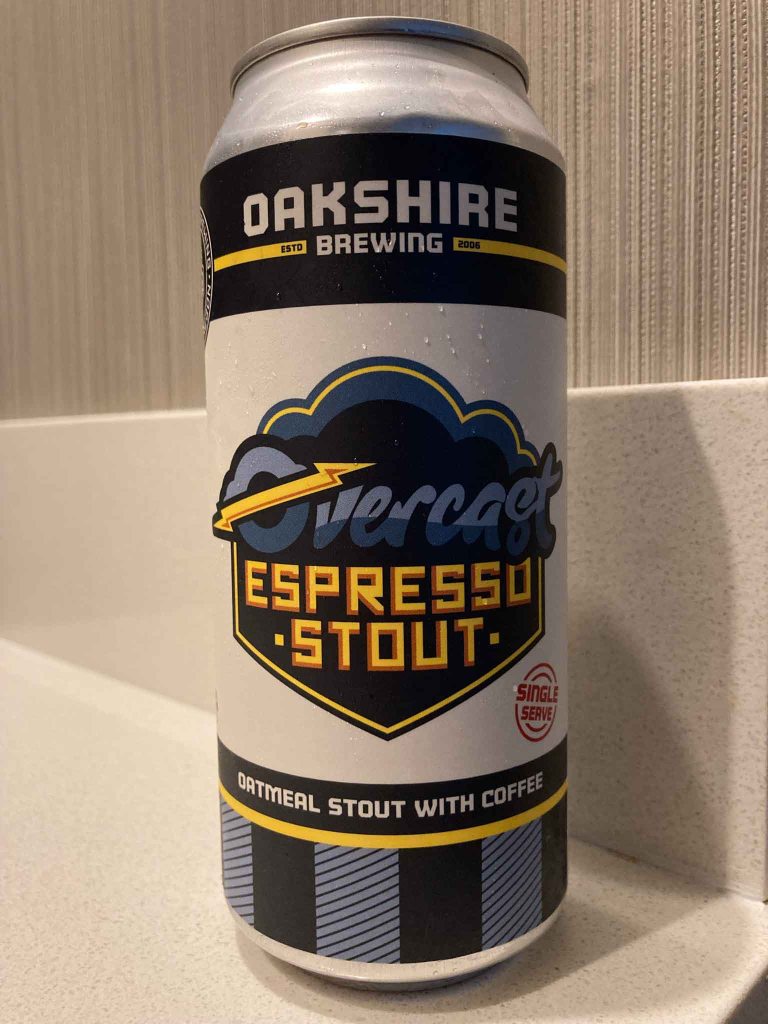 OAKSHIRE
ESTD BREWING 2006
Overcast
ESPRESSO
·STOUT·
SINGLE
SERVE
OATMEAL STOUT WITH COFFEE